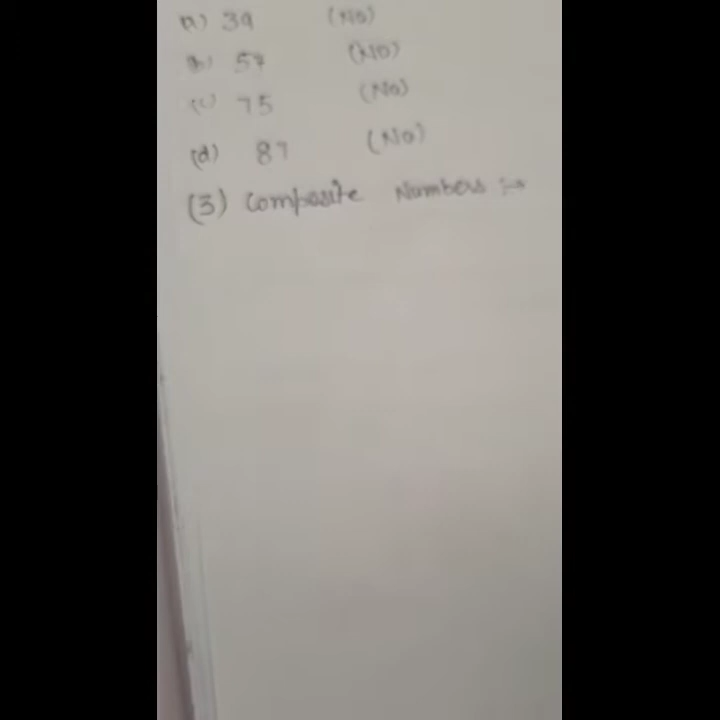 (a) 39 (No)
(b) 57 (No)
(c) 75 (No)
(d) 87 (No)
(3) Composite Numbers :→